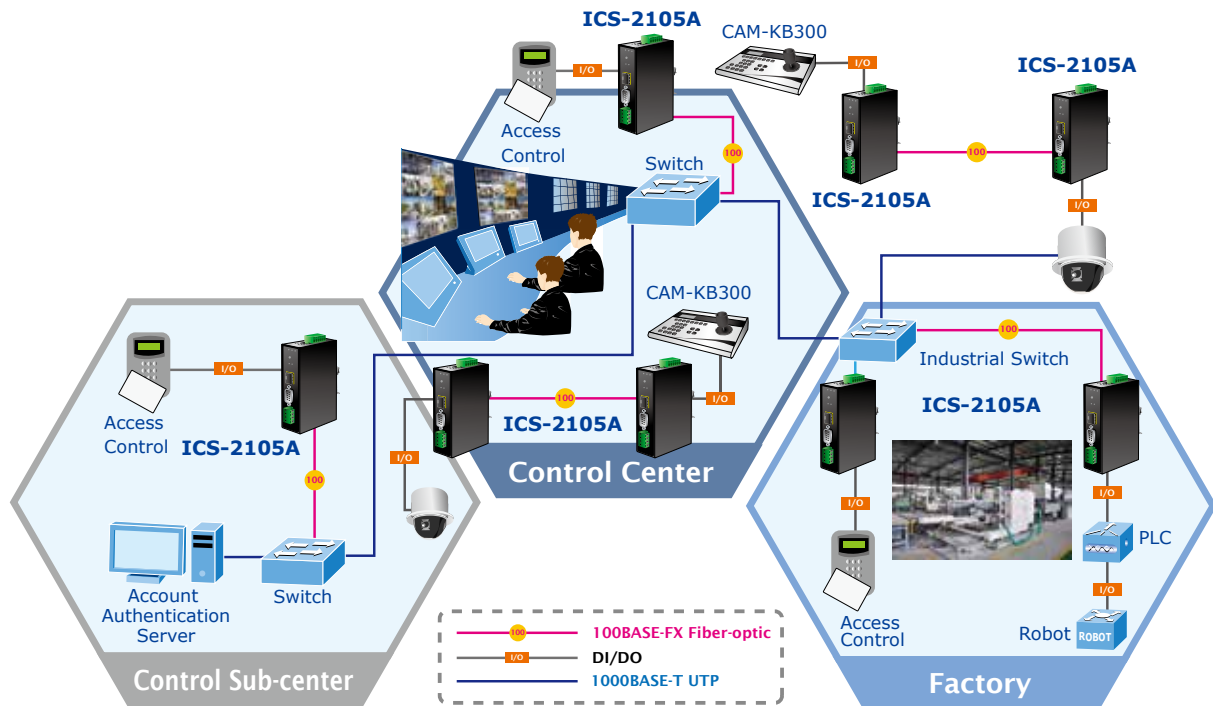 ICS-2105A
CAM-KB300
ICS-2105A
I/O
I/O
Access
Control
100
Switch
100
ICS-2105A
I/O
CAM-KB300
100
Industrial Switch
I/O
Access
Control
ICS-2105A
100
ICS-2105A
I/O
ICS-2105A
I/O
Control Center
100
I/O
I/O
PLC
Account
Authentication
Server
Switch
I/O
Access
Control
Robot
ROBOT
100
100BASE-FX Fiber-optic
I/O
DI/DO
1000BASE-T UTP
Control Sub-center
Factory